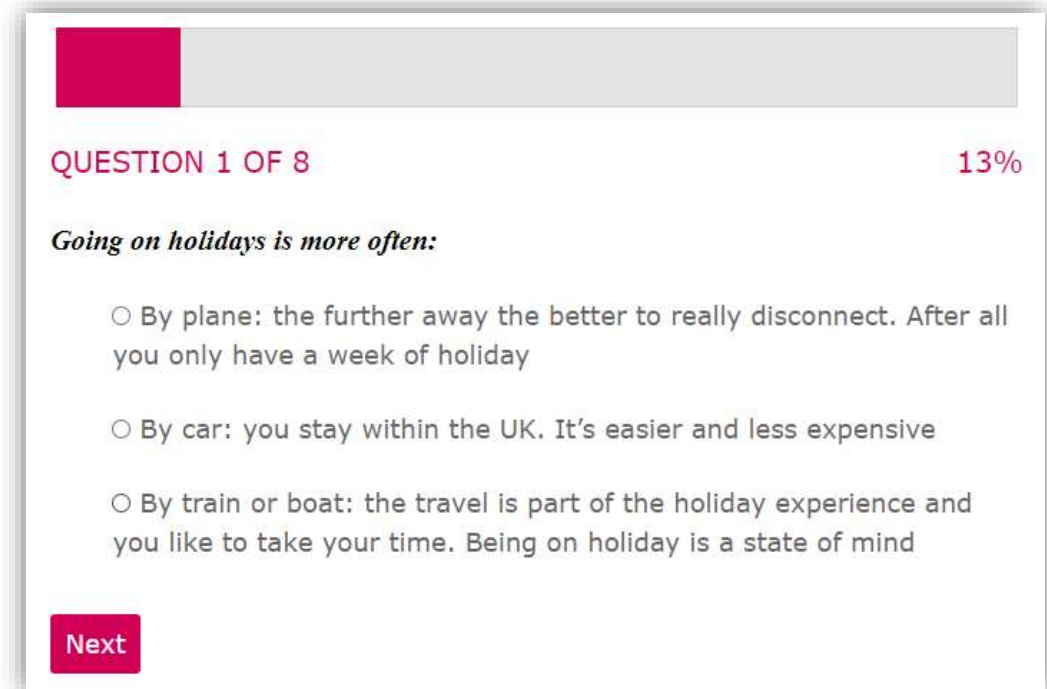 QUESTION 1 OF 8 13%
Going on holidays is more often:
By plane: the further away the better to really disconnect. After all
you only have a week of holiday
By car: you stay within the UK. It’s easier and less expensive
By train or boat: the travel is part of the holiday experience and
you like to take your time. Being on holiday is a state of mind
Next